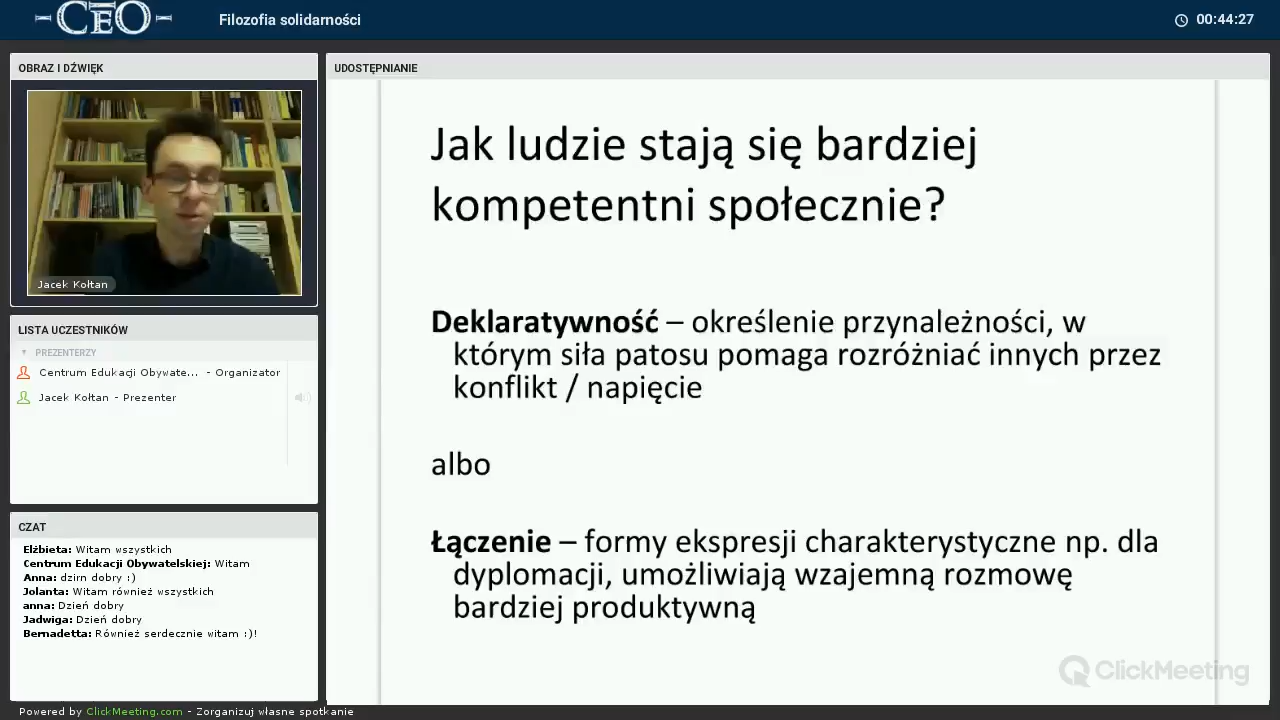 CEO
Filozofia solidarności
00:44:27
OBRAZ I DŹWIĘK
Jacek Kołtan
LISTA UCZESTNIKÓW
PREZENTERZY
Centrum Edukacji Obywate... - Organizator
Jacek Kołtan - Prezenter
CZAT
Elżbieta: Witam wszystkich
Centrum Edukacji Obywatelskiej: Witam
Anna: dzirn dobry :)
Jolanta: Witam również wszystkich
anna: Dzień dobry
Jadwiga: Dzień dobry
Bernadetta: Również serdecznie witam :)!
UDOSTĘPNIANIE
Jak ludzie stają się bardziej
kompetentni społecznie?
Deklaratywność – określenie przynależności, w
którym siła patosu pomaga rozróżniać innych przez
konflikt / napięcie
albo
Łączenie – formy ekspresji charakterystyczne np. dla
dyplomacji, umożliwiają wzajemną rozmowę
bardziej produktywną
ClickMeeting
Powered by ClickMeeting.com - Zorganizuj własne spotkanie